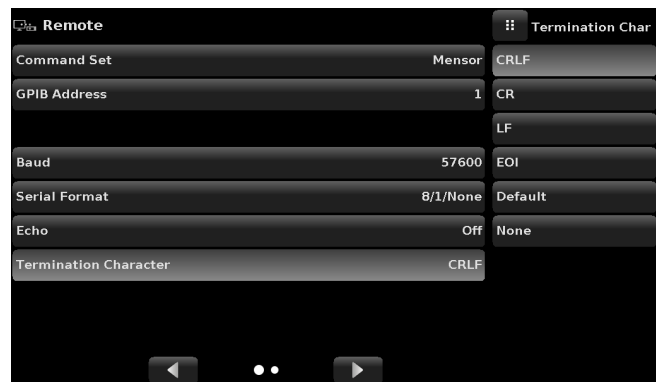 Remote
Termination Char
Command Set Mensor
CRLF
GPIB Address 1
CR
LF
Baud 57600
EOI
Serial Format 8/1/None
Default
Echo Off
None
Termination Character CRLF